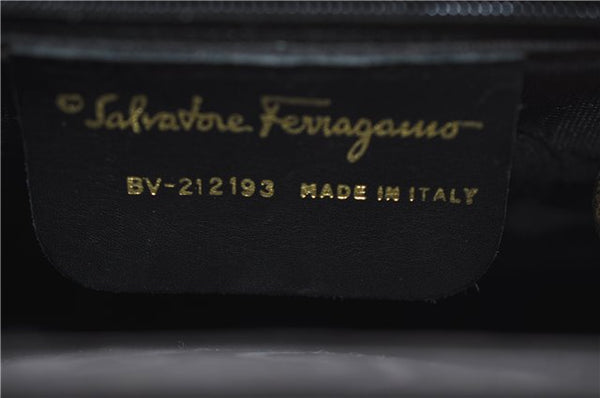 © Salvatore Ferragamo
BV-212193 MADE IN ITALY